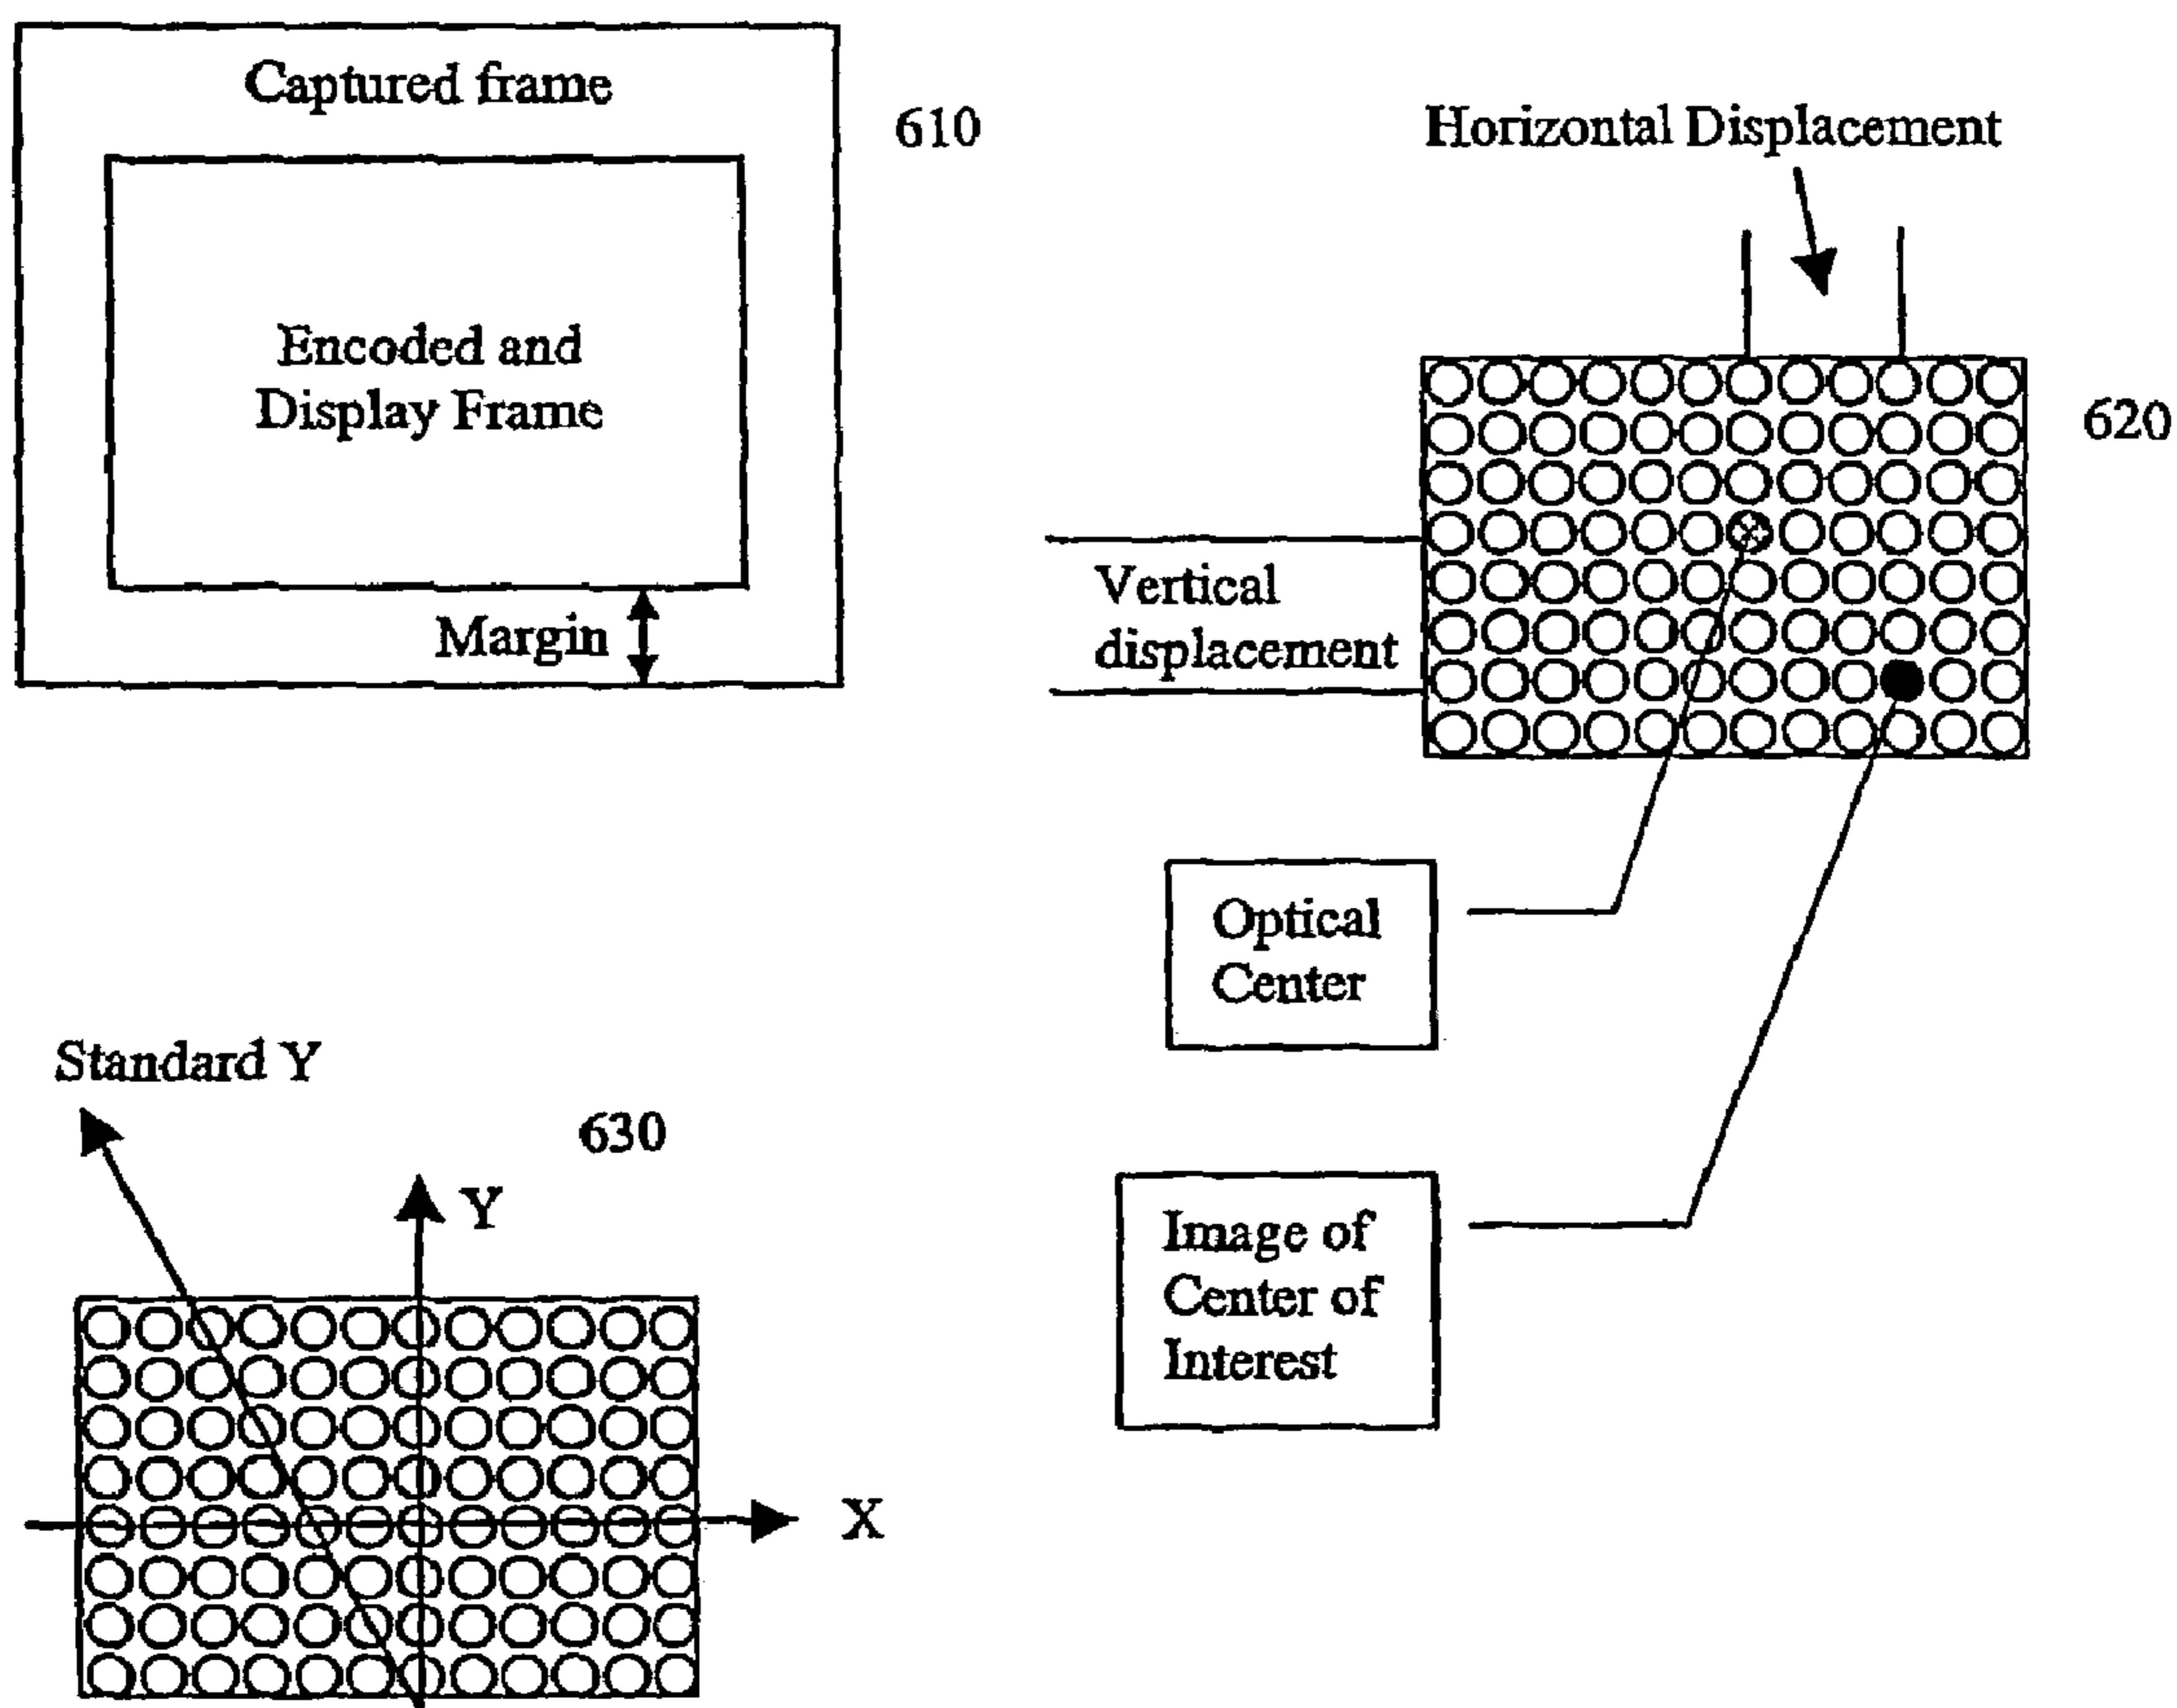 Captured frame
610
Encoded and
Display Frame
Margin
Horizontal Displacement
620
Vertical
displacement
Optical
Center
Image of
Center of
Interest
Standard Y
630
Y
X